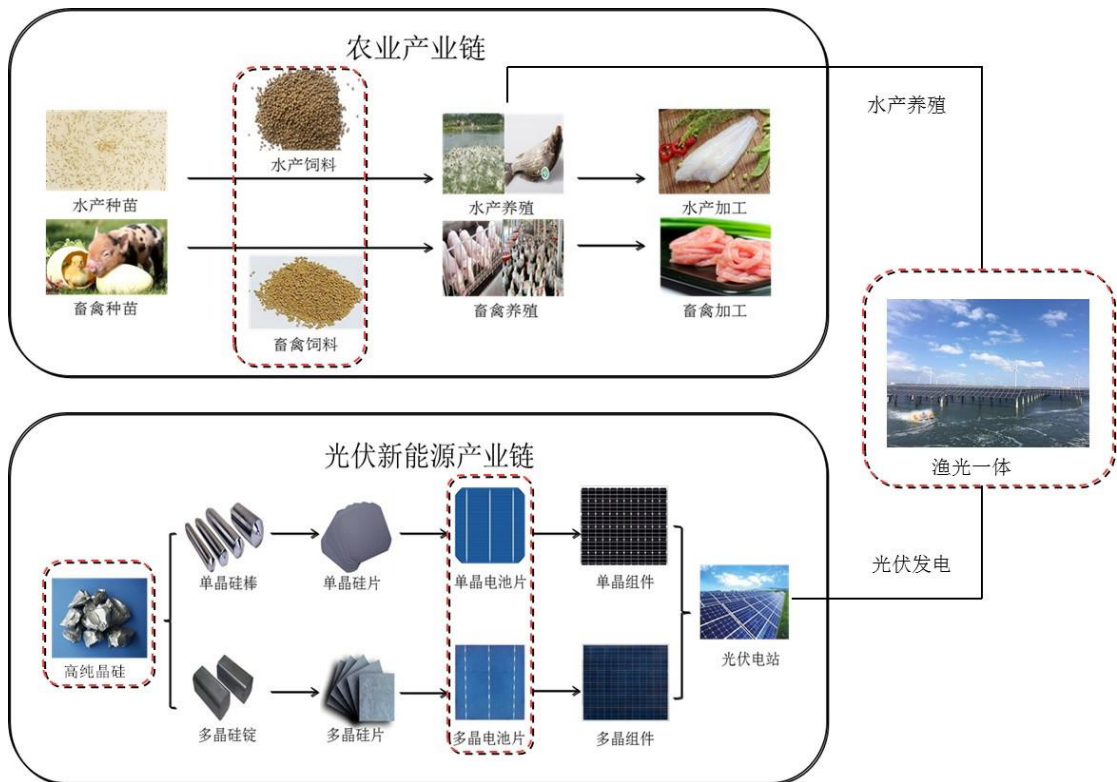 农业产业链
水产饲料
水产种苗
水产养殖
水产加工
畜禽种苗
畜禽饲料
畜禽养殖
畜禽加工
水产养殖
渔光一体
光伏发电
光伏新能源产业链
高纯晶硅
单晶硅棒
单晶硅片
单晶电池片
单晶组件
多晶硅锭
多晶硅片
多晶电池片
多晶组件
光伏电站